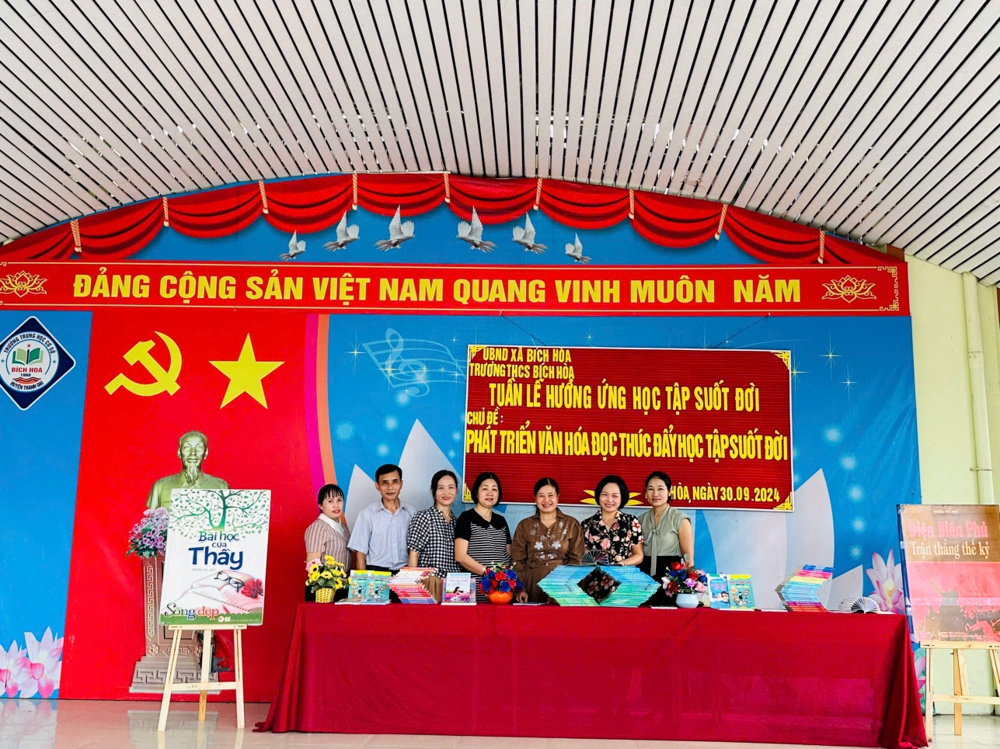 ĐẢNG CỘNG SẢN VIỆT NAM QUANG VINH MUÔN NĂM
TRƯỜNG TRUNG HỌC CƠ SỞ
BÍCH HOÀ
1960
HUYỆN THANH OAI
UBND XÃ BÍCH HÒA
TRƯỜNG THCS BÍCH HÒA
TUẦN LỄ HƯỞNG ỨNG HỌC TẬP SUỐT ĐỜI
CHỦ ĐỀ :
PHÁT TRIỂN VĂN HÓA ĐỌC THÚC ĐẨY HỌC TẬP SUỐT ĐỜI
HÒA, NGÀY 30.09.2024
Bài học
của
Thầy
Nhiều tác giả
Sống đẹp
Điện Biên Phủ
Trận thắng thế kỷ